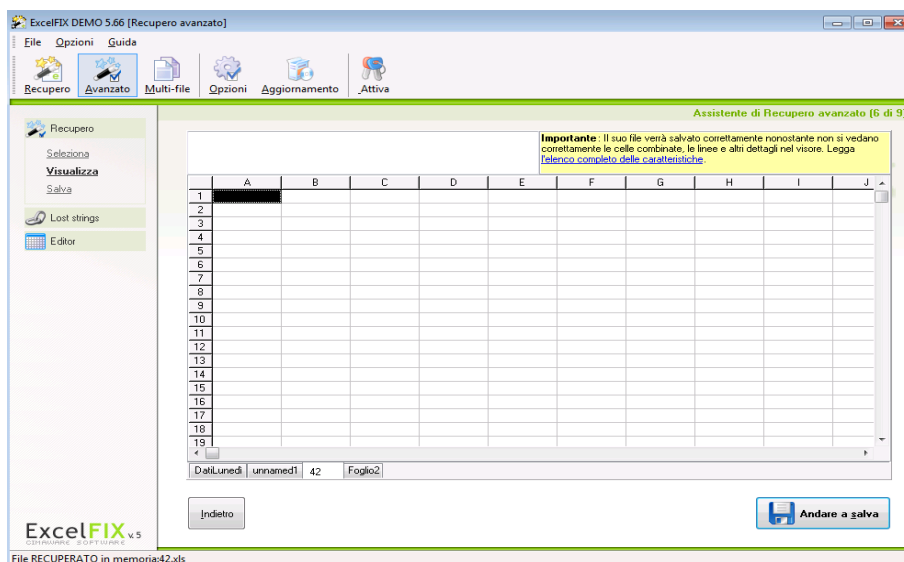 ExcelFIX DEMO 5.66 [Recupero avanzato]
File Opzioni Guida
Recupero Avanzato Multi-file Opzioni Aggiornamento Attiva
Assistente di Recupero avanzato [6 di 9]
Recupero
Seleziona
Visualizza
Salva
Lost strings
Editor
Importante: Il suo file verrà salvato correttamente nonostante non si vedano
correttamente le celle combinate, le linee e altri dettagli nel visore. Legga
l'elenco completo delle caratteristiche.
A B C D E F G H I J
1
2
3
4
5
6
7
8
9
10
11
12
13
14
15
16
17
18
19
DatiLunedì unnamed1 42 Foglio2
Indietro
Andare a salva
ExcelFIX v.5
CIMAWARE SOFTWARE
File RECUPERATO in memoria:42.xls